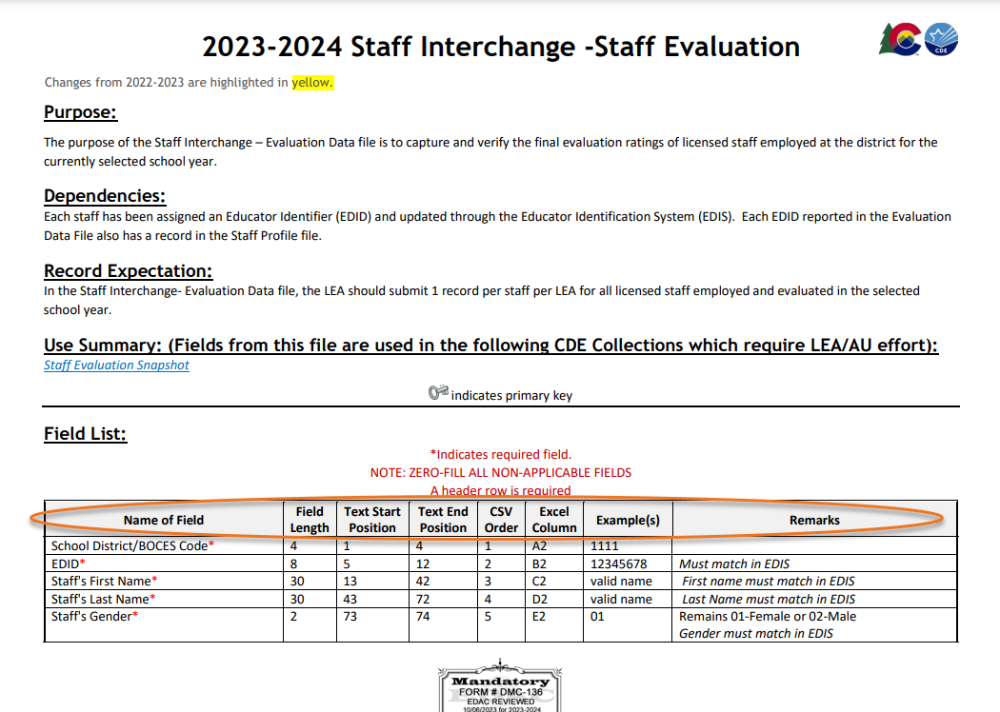 2023-2024 Staff Interchange -Staff Evaluation
CDE
Changes from 2022-2023 are highlighted in yellow.
Purpose:
The purpose of the Staff Interchange – Evaluation Data file is to capture and verify the final evaluation ratings of licensed staff employed at the district for the
currently selected school year.
Dependencies:
Each staff has been assigned an Educator Identifier (EDID) and updated through the Educator Identification System (EDIS).  Each EDID reported in the Evaluation
Data File also has a record in the Staff Profile file.
Record Expectation:
In the Staff Interchange- Evaluation Data file, the LEA should submit 1 record per staff per LEA for all licensed staff employed and evaluated in the selected
school year.
Use Summary: (Fields from this file are used in the following CDE Collections which require LEA/AU effort):
Staff Evaluation Snapshot
indicates primary key
Field List:
*Indicates required field.
NOTE: ZERO-FILL ALL NON-APPLICABLE FIELDS
A header row is required
Name of Field Field Length Text Start Position Text End Position CSV Order Excel Column Example(s) Remarks
School District/BOCES Code* 4 1 4 1 A2 1111
EDID* 8 5 12 2 B2 12345678 Must match in EDIS
Staff's First Name* 30 13 42 3 C2 valid name First name must match in EDIS
Staff's Last Name* 30 43 72 4 D2 valid name Last Name must match in EDIS
Staff's Gender* 2 73 74 5 E2 01 Remains 01-Female or 02-Male
Gender must match in EDIS
Mandatory
FORM # DMC-136
EDAC REVIEWED
10/06/2023 for 2023-2024